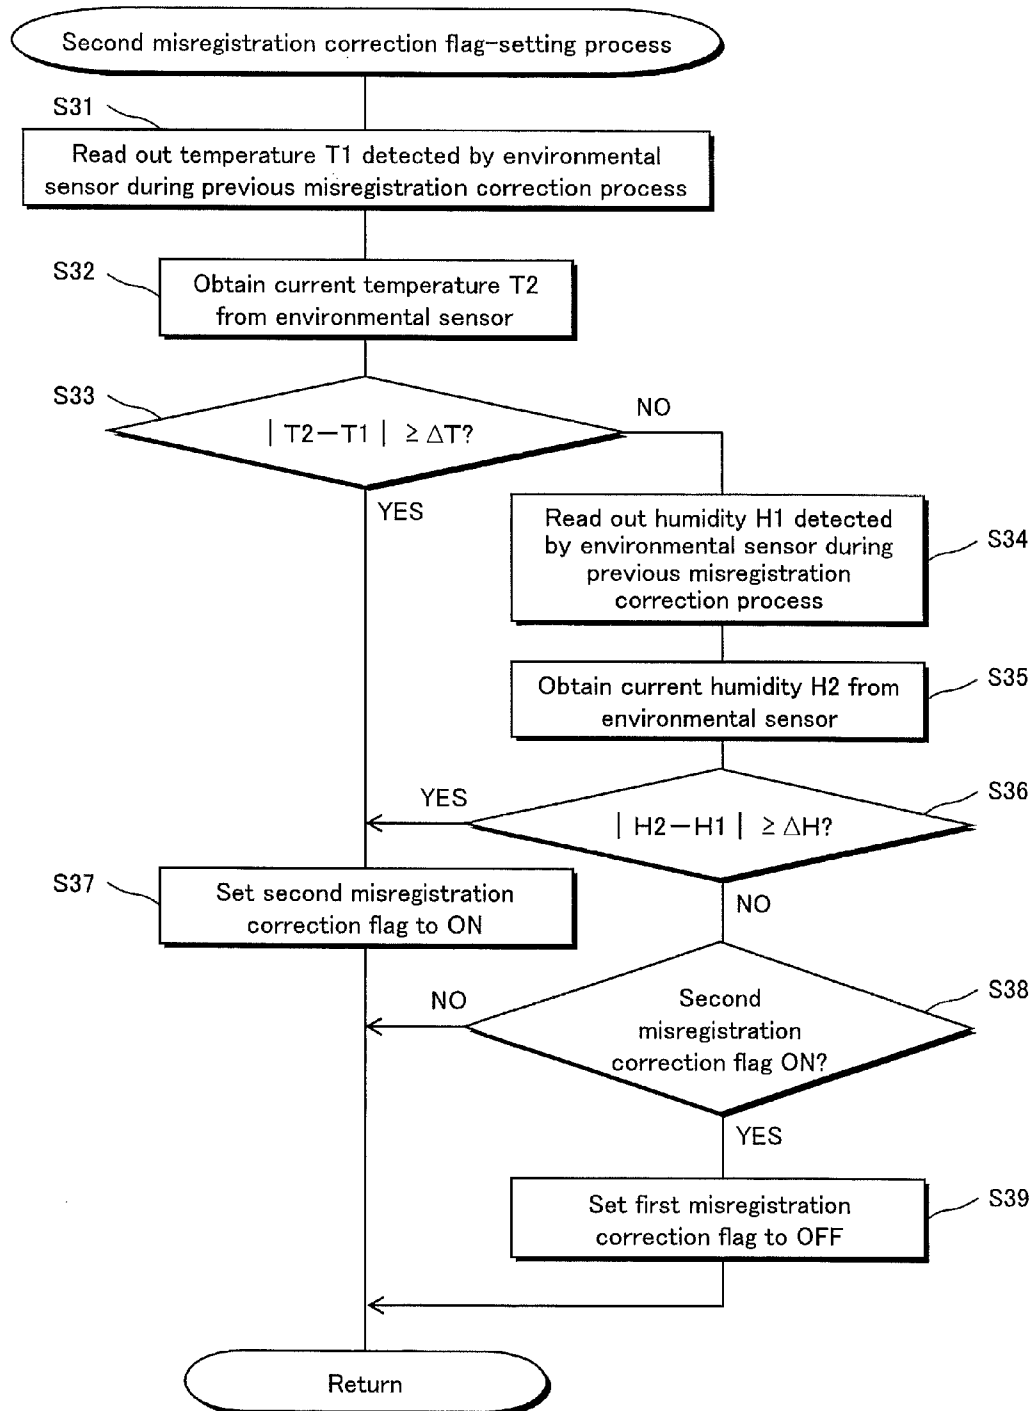 Second misregistration correction flag-setting process
S31
Read out temperature T1 detected by environmental
sensor during previous misregistration correction process
S32
Obtain current temperature T2
from environmental sensor
S33
| T2－T1 | ≧ ΔT?
NO
YES
Read out humidity H1 detected
by environmental sensor during
previous misregistration
correction process
S34
Obtain current humidity H2 from
environmental sensor
S35
YES
| H2－H1 | ≧ ΔH?
S36
S37
Set second misregistration
correction flag to ON
NO
NO
Second
misregistration
correction flag ON?
S38
YES
Set first misregistration
correction flag to OFF
S39
Return